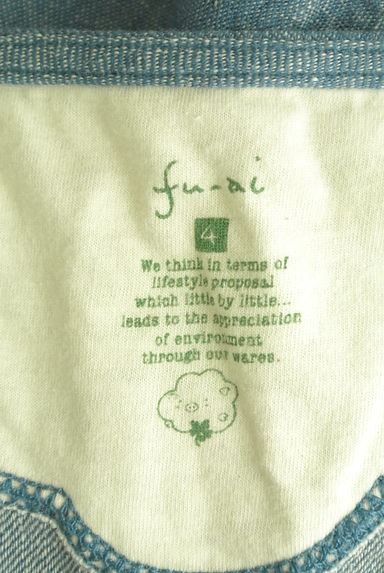 fu-ai
4
We think in terms of
lifestyle proposal
which little by little...
leads to the appreciation
of environment
through our wares.